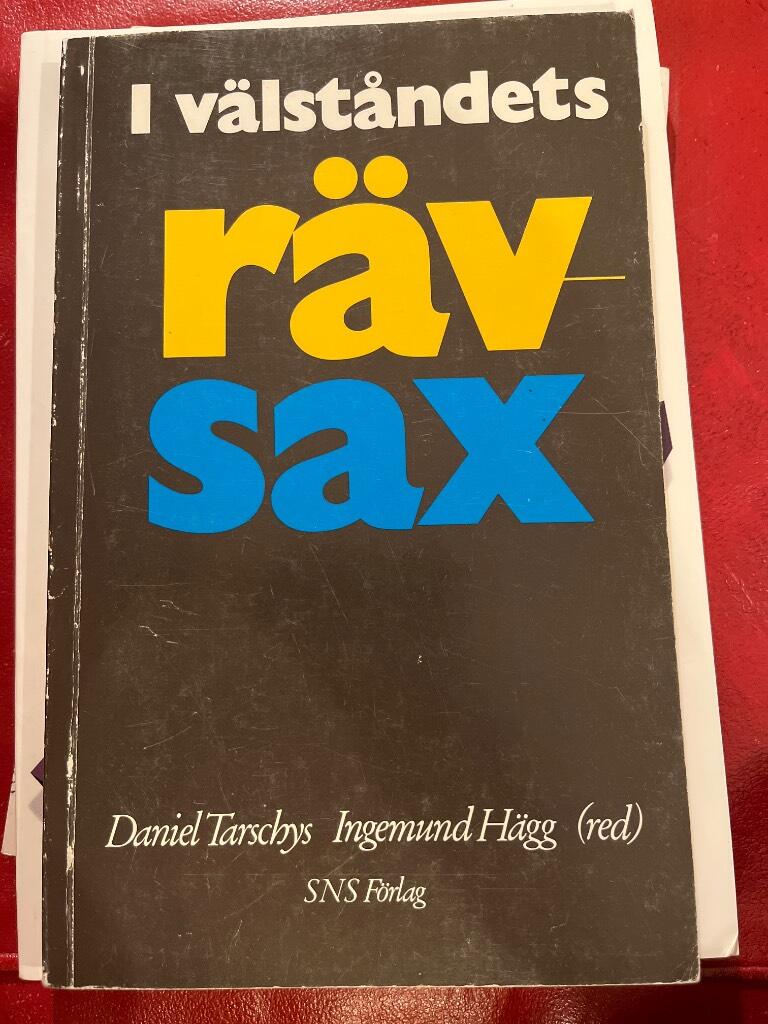 I välståndets
räv-
sax
Daniel Tarschys Ingemund Hägg (red)
SNS Förlag